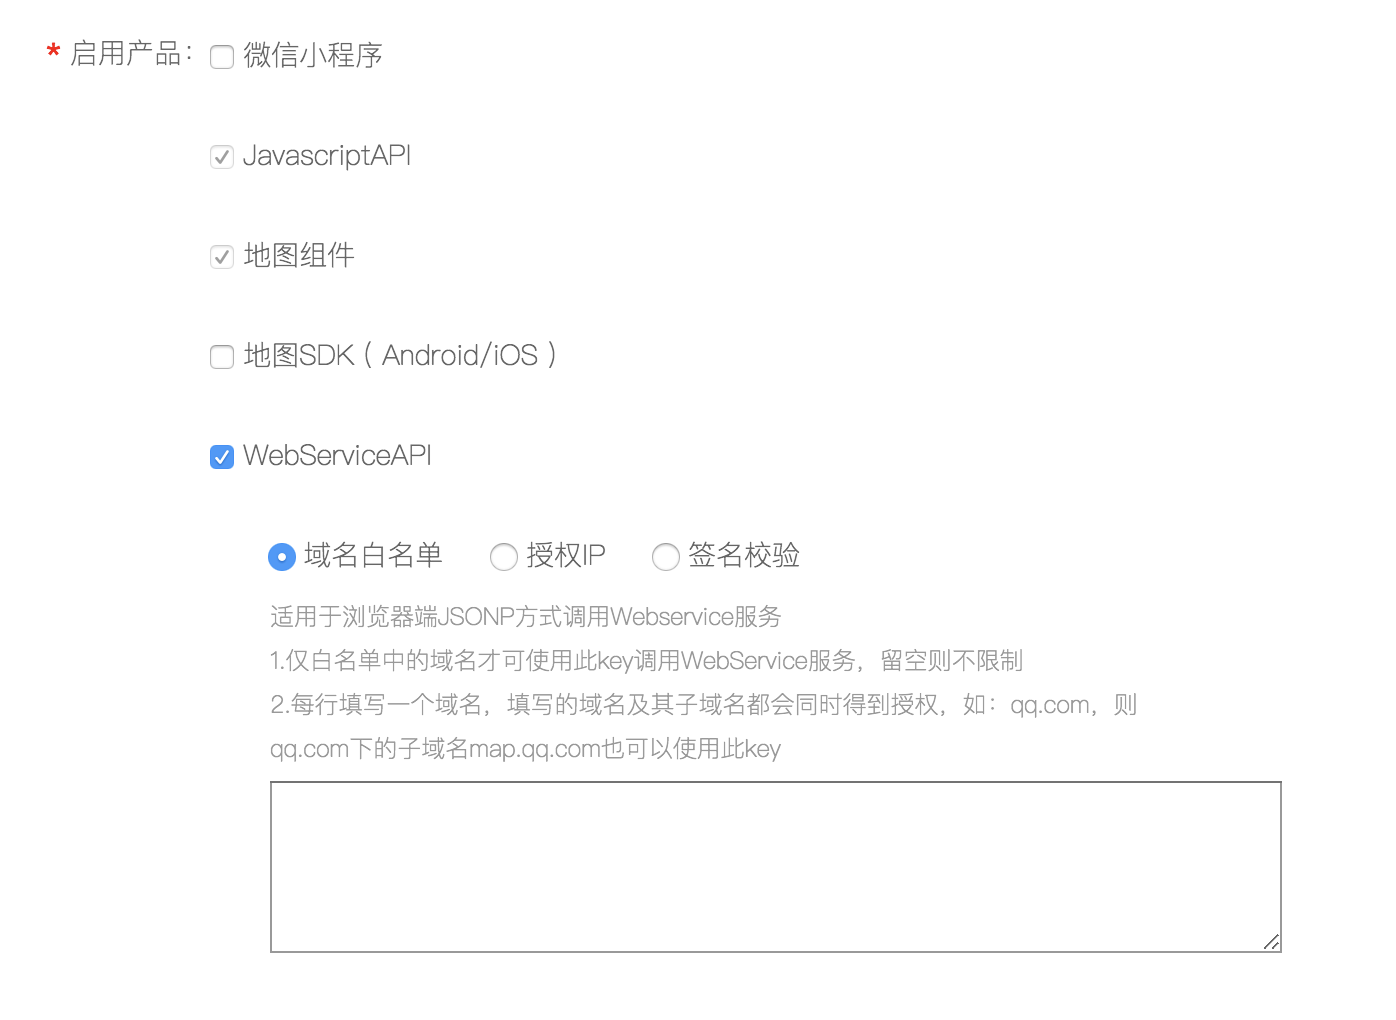 * 启用产品： 微信小程序
JavascriptAPI
地图组件
地图SDK（Android/iOS）
WebServiceAPI
域名白名单 授权IP 签名校验
适用于浏览器端JSONP方式调用Webservice服务
1.仅白名单中的域名才可使用此key调用WebService服务，留空则不限制
2.每行填写一个域名，填写的域名及其子域名都会同时得到授权，如：qq.com，则
qq.com下的子域名map.qq.com也可以使用此key